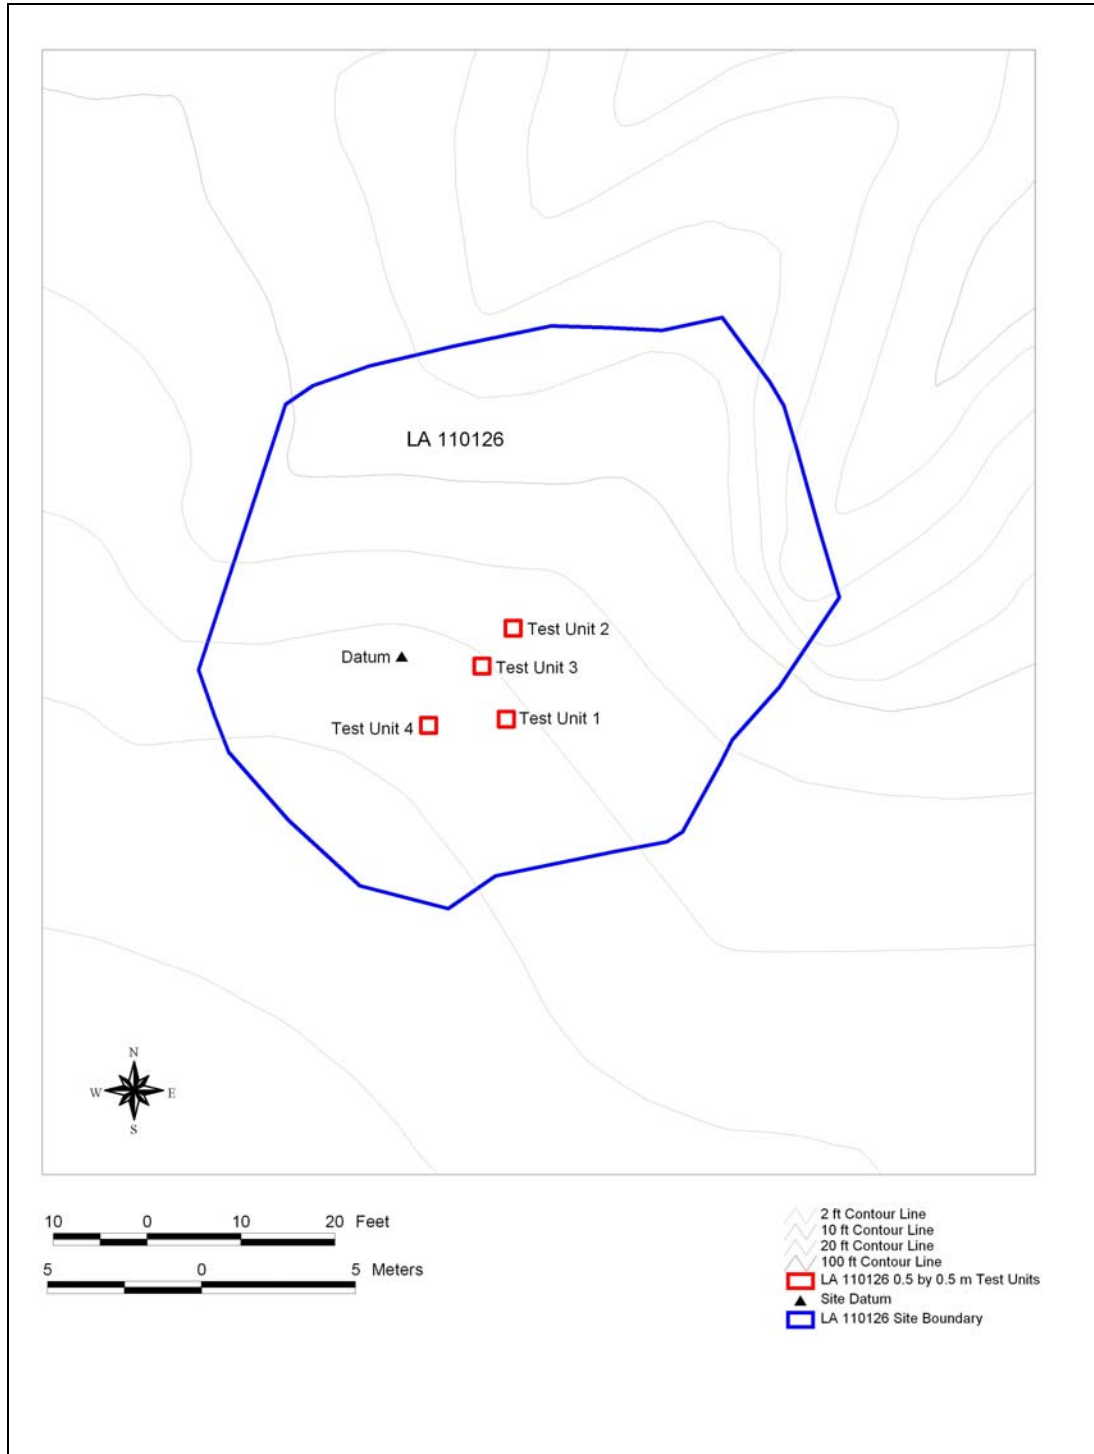 LA 110126
Test Unit 2
Datum
Test Unit 3
Test Unit 1
Test Unit 4
N
W E
S
10 0 10 20 Feet
5 0 5 Meters
2 ft Contour Line
10 ft Contour Line
20 ft Contour Line
100 ft Contour Line
LA 110126 0.5 by 0.5 m Test Units
Site Datum
LA 110126 Site Boundary